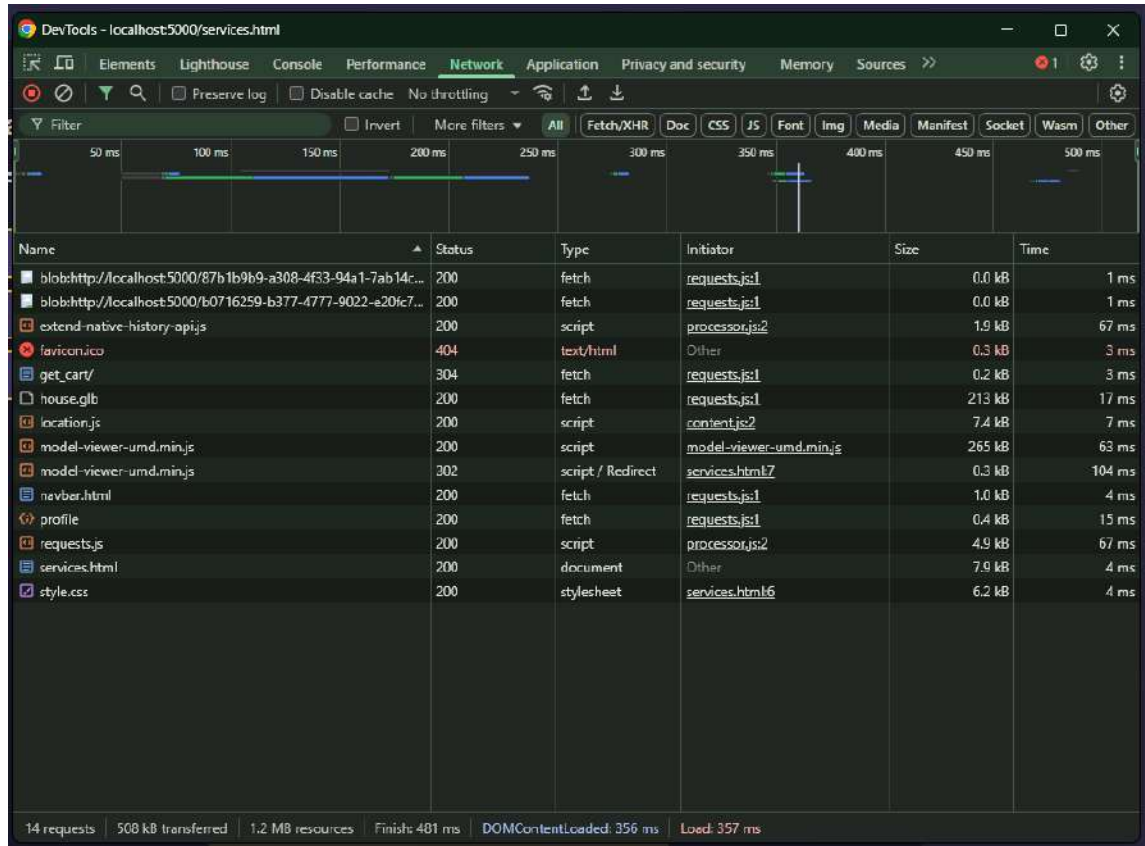 DevTools - localhost:5000/services.html
Elements Lighthouse Console Performance Network Application Privacy and security Memory Sources 1
Preserve log Disable cache No throttling
Filter Invert More filters All Fetch/XHR Doc CSS JS Font Img Media Manifest Socket Wasm Other
50 ms 100 ms 150 ms 200 ms 250 ms 300 ms 350 ms 400 ms 450 ms 500 ms
Name Status Type Initiator Size Time
blob:http://localhost:5000/87b1b9b9-a308-4f33-94a1-7ab14c... 200 fetch requests.js:1 0.0 kB 1 ms
blob:http://localhost:5000/b0716259-b377-4777-9022-e20fc7... 200 fetch requests.js:1 0.0 kB 1 ms
extend-native-history-api.js 200 script processor.js:2 1.9 kB 67 ms
favicon.ico 404 text/html Other 0.3 kB 3 ms
get_cart/ 304 fetch requests.js:1 0.2 kB 3 ms
house.glb 200 fetch requests.js:1 213 kB 17 ms
location.js 200 script content.js:2 7.4 kB 7 ms
model-viewer-umd.min.js 200 script model-viewer-umd.min.js 265 kB 63 ms
model-viewer-umd.min.js 302 script / Redirect services.html:7 0.3 kB 104 ms
navbar.html 200 fetch requests.js:1 1.0 kB 4 ms
profile 200 fetch requests.js:1 0.4 kB 15 ms
requests.js 200 script processor.js:2 4.9 kB 67 ms
services.html 200 document Other 7.9 kB 4 ms
style.css 200 stylesheet services.html:6 6.2 kB 4 ms
14 requests 508 kB transferred 1.2 MB resources Finish: 481 ms DOMContentLoaded: 356 ms Load: 357 ms